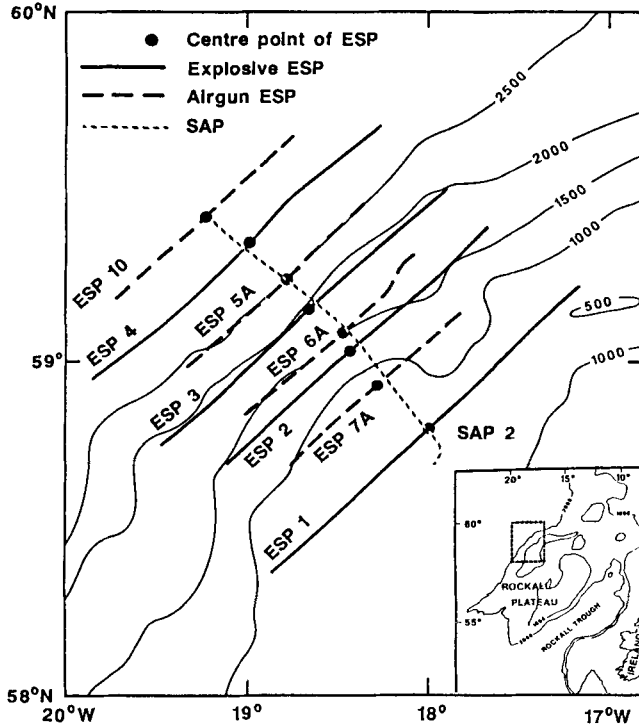 60°N
Centre point of ESP
Explosive ESP
Airgun ESP
SAP
2500
2000
1500
1000
500
1000
ESP 10
ESP 4
ESP 5A
ESP 3
ESP 6A
ESP 2
ESP 7A
ESP 1
SAP 2
59°
58°N
20°W
19°
18°
17°W
20°
15°
10°
60°
55°
ROCKALL
PLATEAU
ROCKALL TROUGH
IRELAND